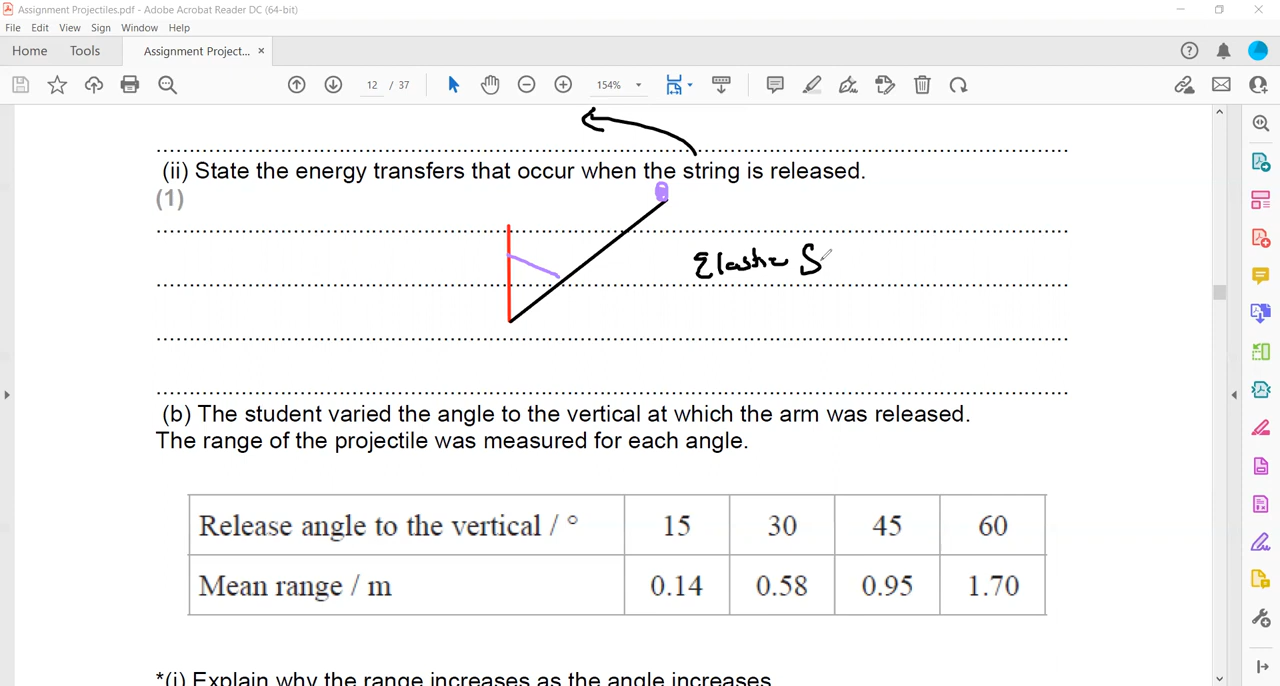 Assignment Projectiles.pdf - Adobe Acrobat Reader DC (64-bit)
File Edit View Sign Window Help
Home Tools Assignment Project... ×
12 / 37 154%
(ii) State the energy transfers that occur when the string is released.
(1)
Elastic S
(b) The student varied the angle to the vertical at which the arm was released.
The range of the projectile was measured for each angle.
Release angle to the vertical / ° 15 30 45 60
Mean range / m 0.14 0.58 0.95 1.70
*(i) Explain why the range increases as the angle increases